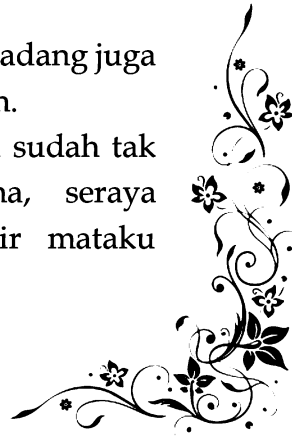 adang juga
n.
sudah tak
na, seraya
ir mataku